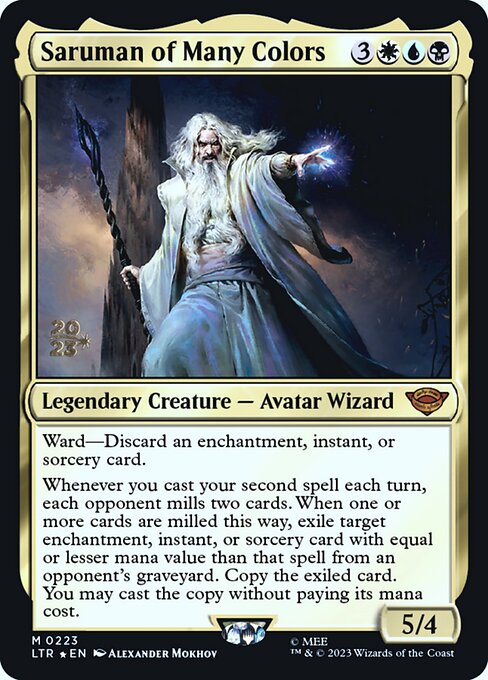 Saruman of Many Colors 3
20
23
Legendary Creature — Avatar Wizard
Ward—Discard an enchantment, instant, or
sorcery card.
Whenever you cast your second spell each turn,
each opponent mills two cards. When one or
more cards are milled this way, exile target
enchantment, instant, or sorcery card with equal
or lesser mana value than that spell from an
opponent's graveyard. Copy the exiled card.
You may cast the copy without paying its mana
cost.
5/4
M 0223
LTR ★ EN Alexander Mokhov
© MEE
™ & © 2023 Wizards of the Coast